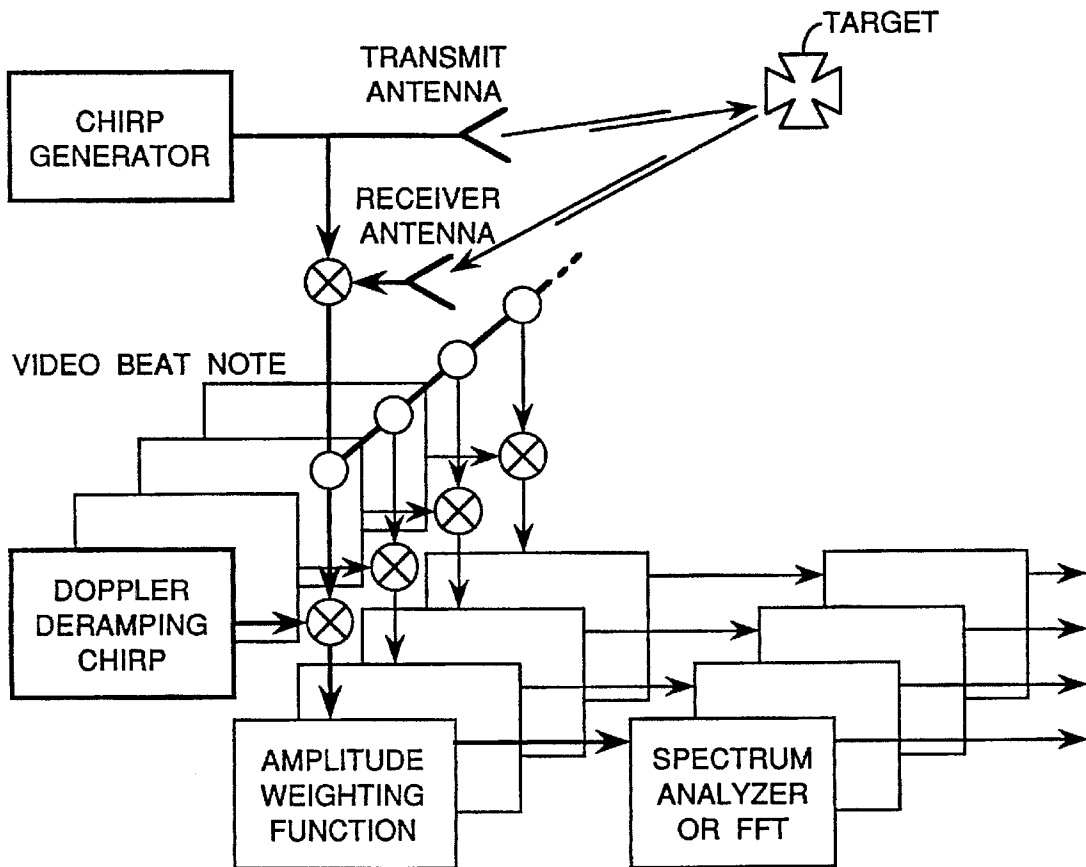 TARGET
TRANSMIT
ANTENNA
CHIRP
GENERATOR
RECEIVER
ANTENNA
VIDEO BEAT NOTE
DOPPLER
DERAMPING
CHIRP
AMPLITUDE
WEIGHTING
FUNCTION
SPECTRUM
ANALYZER
OR FFT